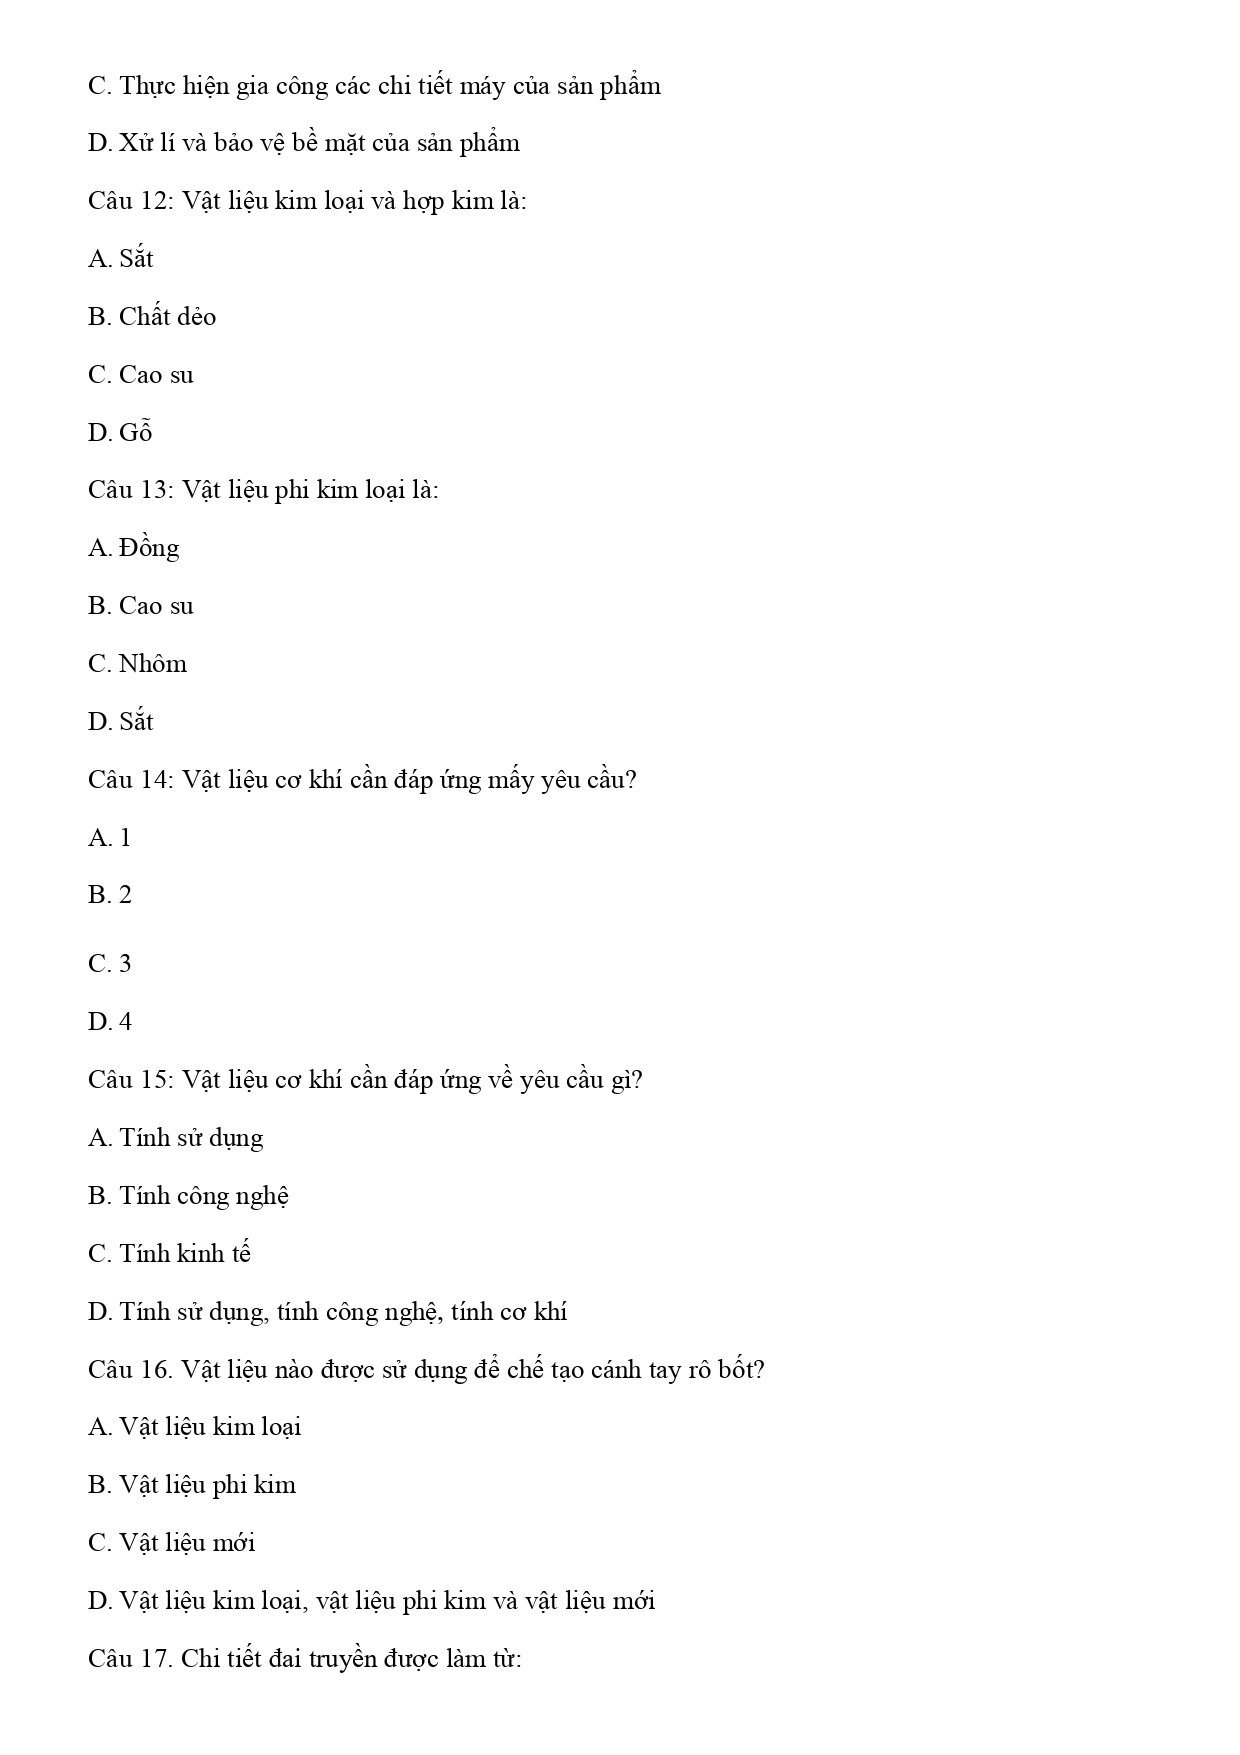 C. Thực hiện gia công các chi tiết máy của sản phẩm
D. Xử lí và bảo vệ bề mặt của sản phẩm
Câu 12: Vật liệu kim loại và hợp kim là:
A. Sắt
B. Chất dẻo
C. Cao su
D. Gỗ
Câu 13: Vật liệu phi kim loại là:
A. Đồng
B. Cao su
C. Nhôm
D. Sắt
Câu 14: Vật liệu cơ khí cần đáp ứng mấy yêu cầu?
A. 1
B. 2
C. 3
D. 4
Câu 15: Vật liệu cơ khí cần đáp ứng về yêu cầu gì?
A. Tính sử dụng
B. Tính công nghệ
C. Tính kinh tế
D. Tính sử dụng, tính công nghệ, tính cơ khí
Câu 16. Vật liệu nào được sử dụng để chế tạo cánh tay rô bốt?
A. Vật liệu kim loại
B. Vật liệu phi kim
C. Vật liệu mới
D. Vật liệu kim loại, vật liệu phi kim và vật liệu mới
Câu 17. Chi tiết đai truyền được làm từ: